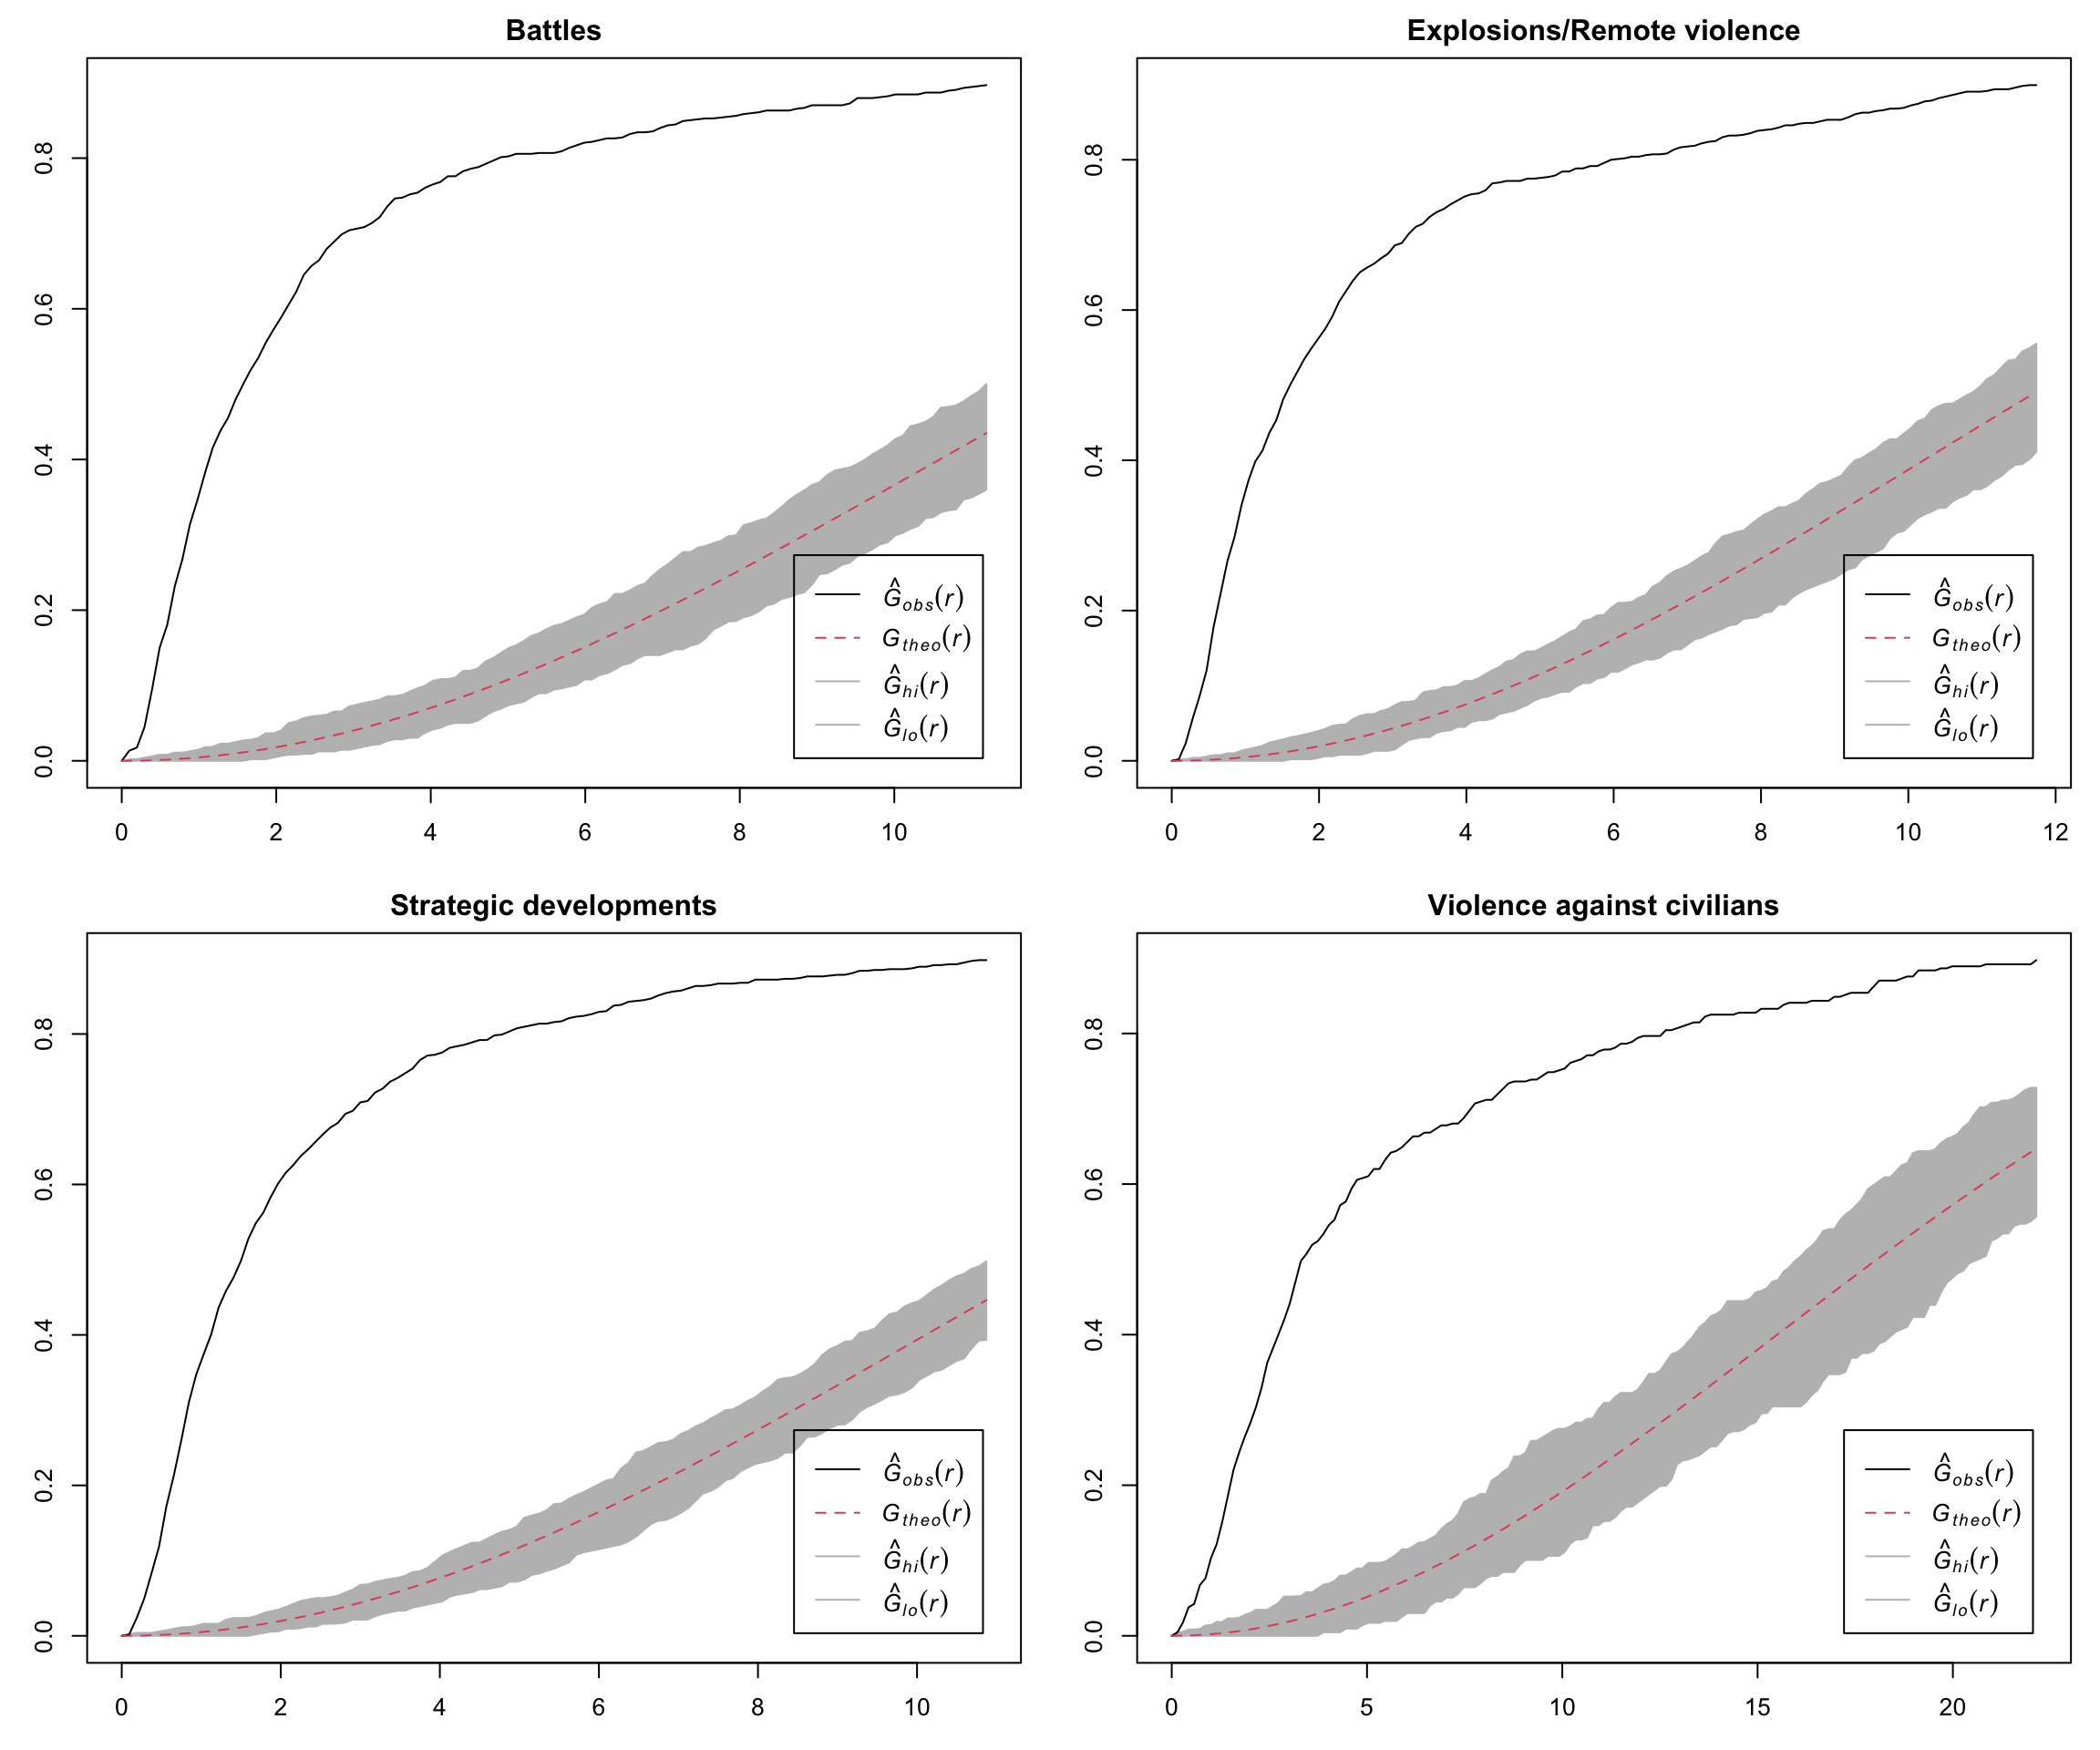 Battles
0.8
0.6
0.4
0.2
0.0
0 2 4 6 8 10
Ĝobs(r)
Gtheo(r)
Ĝhi(r)
Ĝlo(r)
Explosions/Remote violence
0.8
0.6
0.4
0.2
0.0
0 2 4 6 8 10 12
Ĝobs(r)
Gtheo(r)
Ĝhi(r)
Ĝlo(r)
Strategic developments
0.8
0.6
0.4
0.2
0.0
0 2 4 6 8 10
Ĝobs(r)
Gtheo(r)
Ĝhi(r)
Ĝlo(r)
Violence against civilians
0.8
0.6
0.4
0.2
0.0
0 5 10 15 20
Ĝobs(r)
Gtheo(r)
Ĝhi(r)
Ĝlo(r)